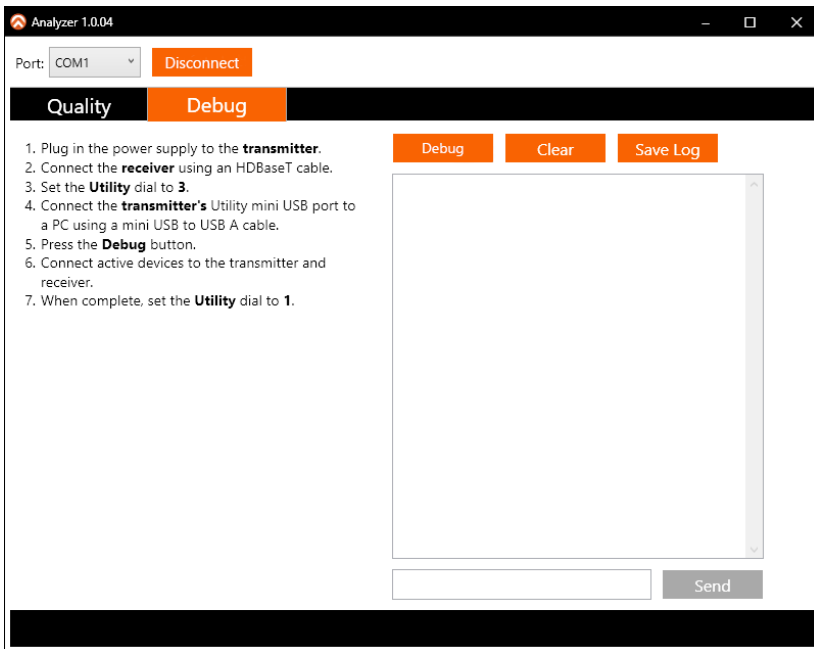 Analyzer 1.0.04
Port: COM1 Disconnect
Quality Debug
1. Plug in the power supply to the transmitter.
2. Connect the receiver using an HDBaseT cable.
3. Set the Utility dial to 3.
4. Connect the transmitter's Utility mini USB port to
a PC using a mini USB to USB A cable.
5. Press the Debug button.
6. Connect active devices to the transmitter and
receiver.
7. When complete, set the Utility dial to 1.
Debug Clear Save Log
Send